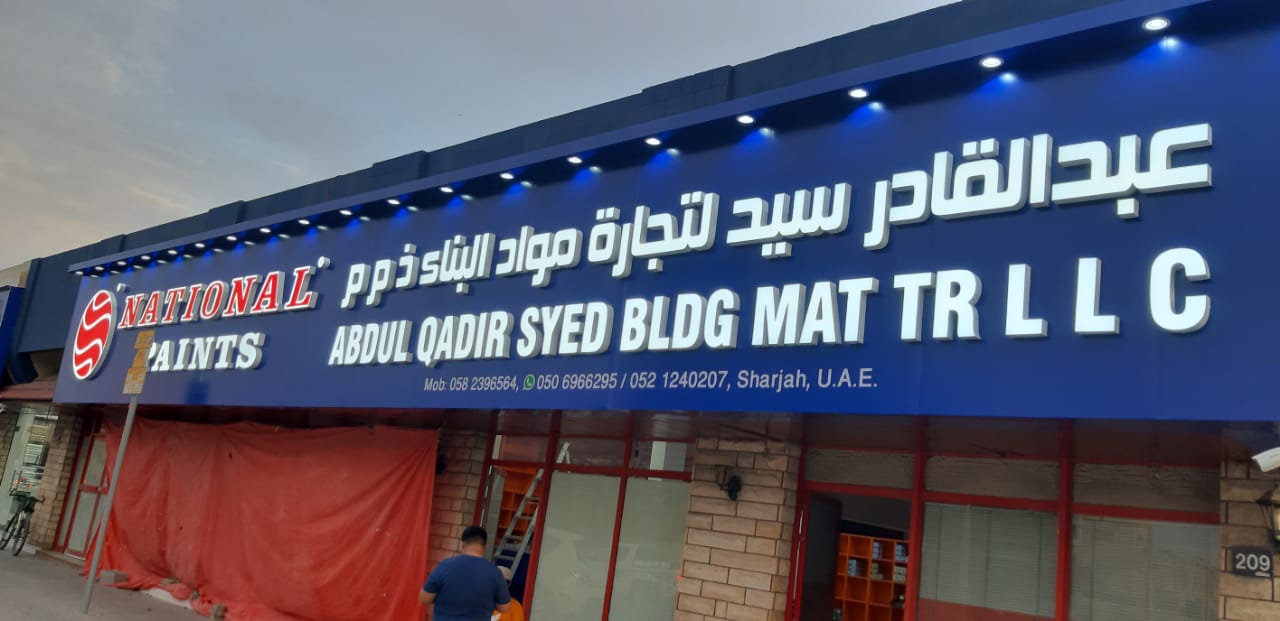 عبدالقادر سيد لتجارة مواد البناء ذ م م
NATIONAL
PAINTS
ABDUL QADIR SYED BLDG MAT TR L L C
Mob: 058 2396564, 050 6966295 / 052 1240207, Sharjah, U.A.E.
209